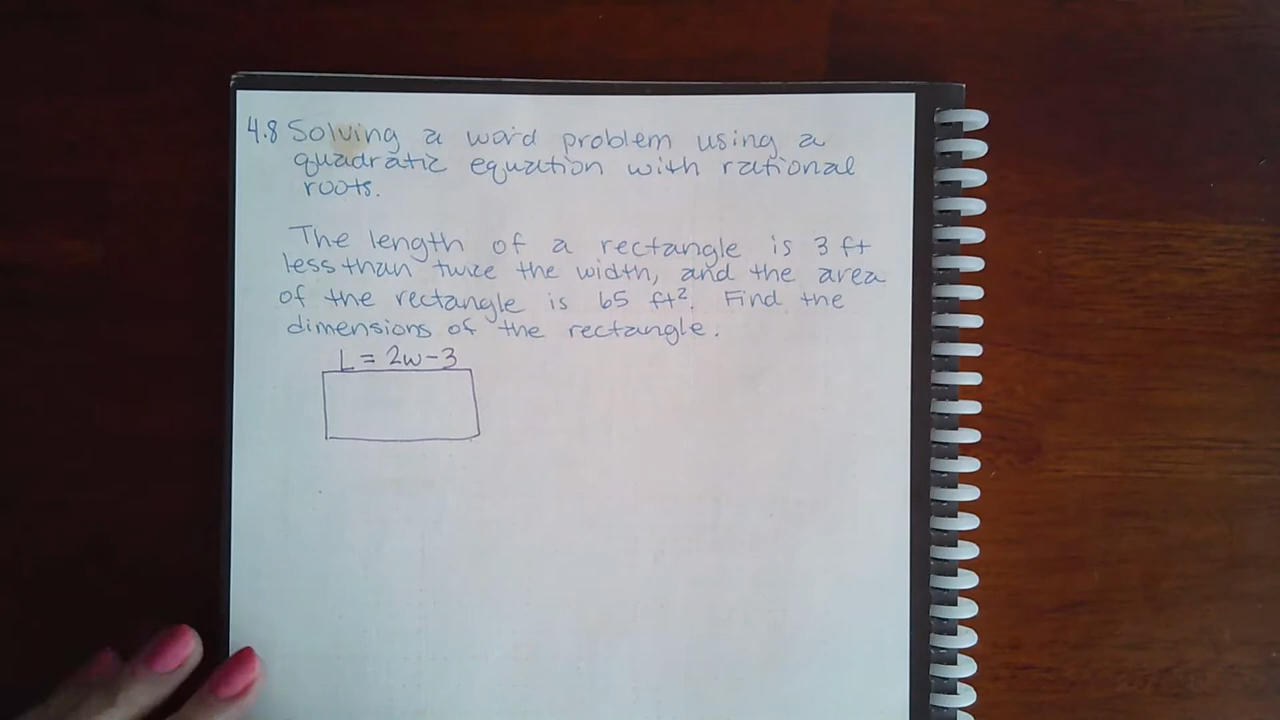 4.8 Solving a word problem using a
quadratic equation with rational
roots.
The length of a rectangle is 3 ft
less than twice the width, and the area
of the rectangle is 65 ft². Find the
dimensions of the rectangle.
L = 2w-3